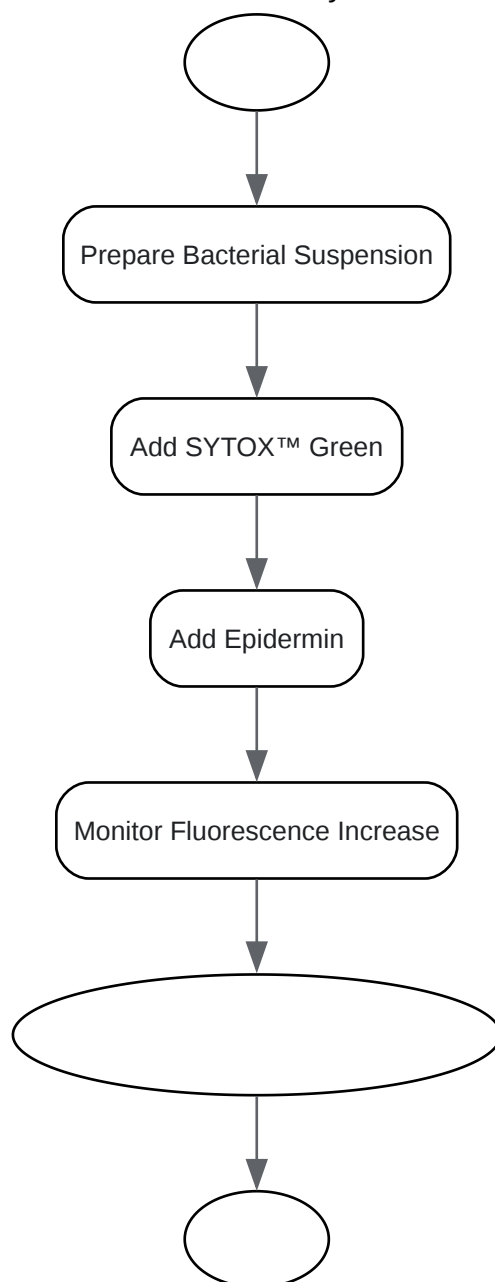 Prepare Bacterial Suspension
Add SYTOX™ Green
Add Epidermin
Monitor Fluorescence Increase